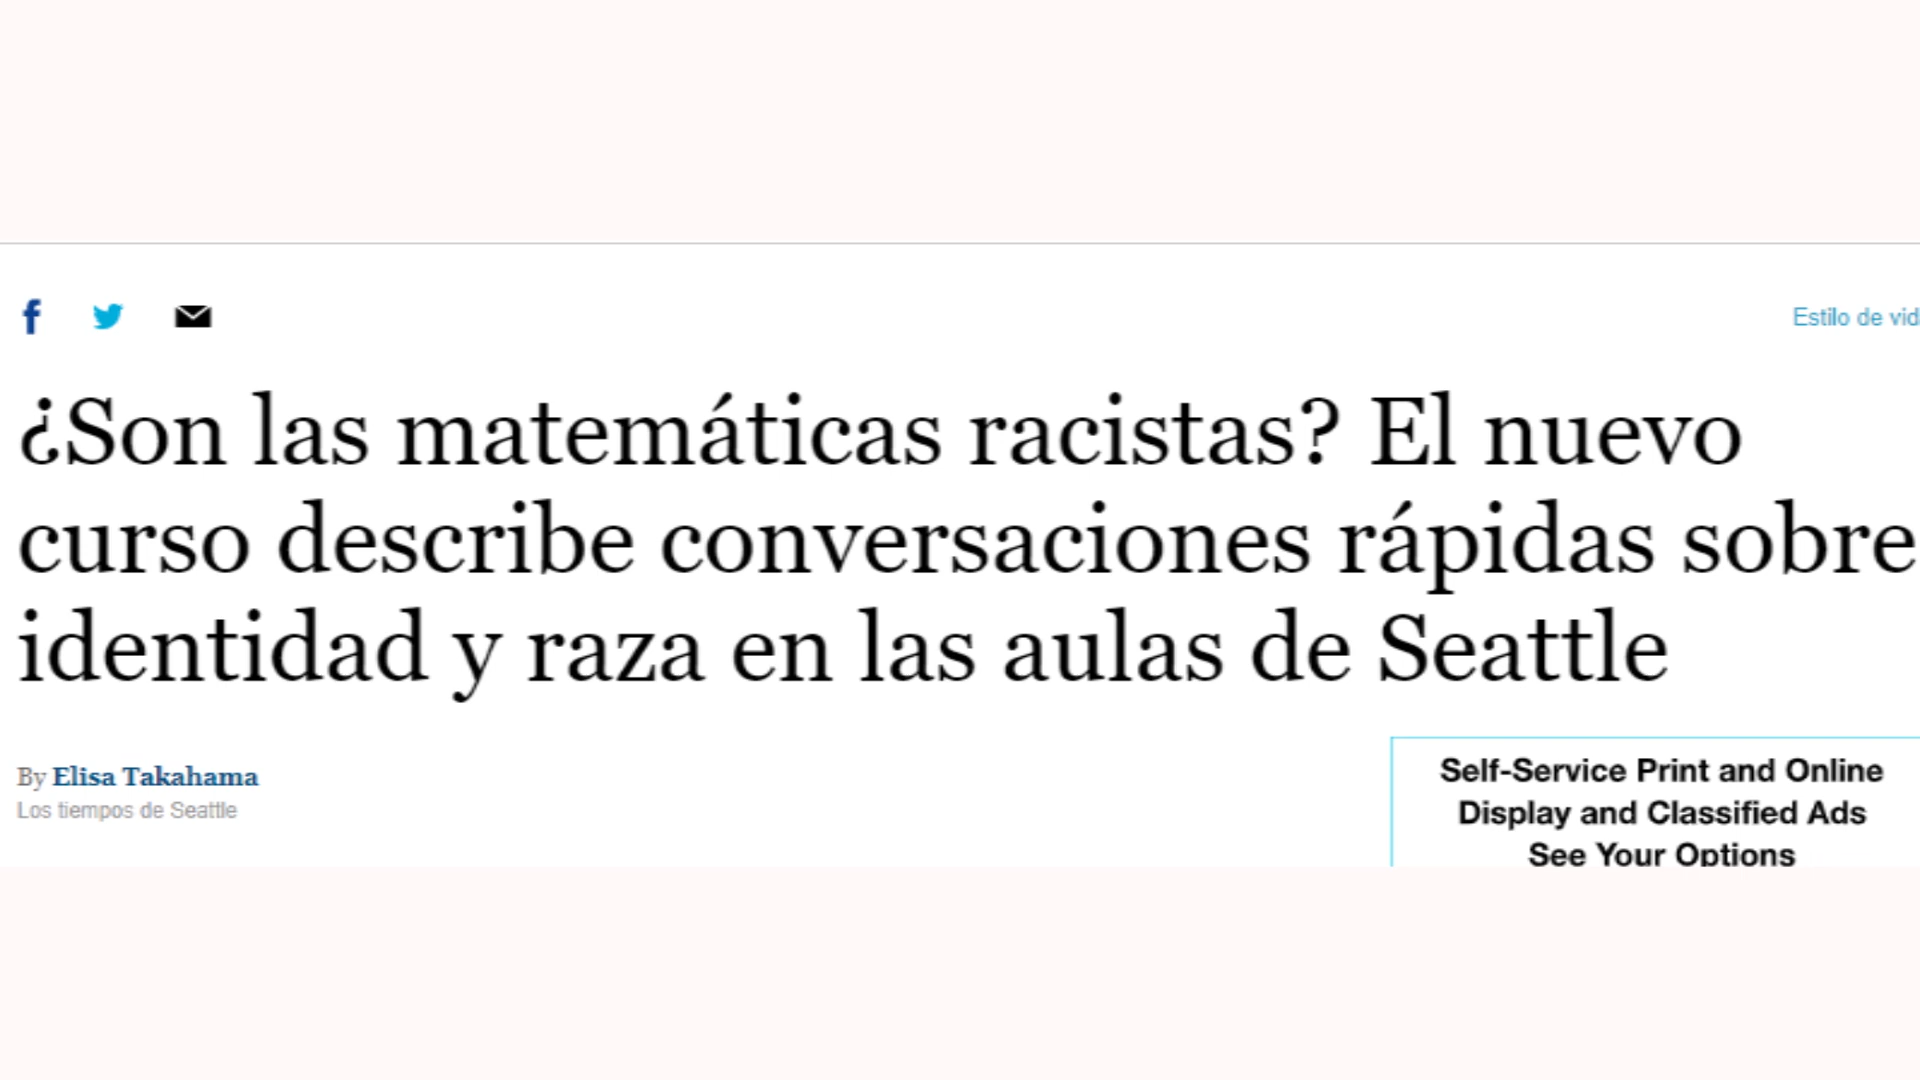 Estilo de vid
¿Son las matemáticas racistas? El nuevo
curso describe conversaciones rápidas sobre
identidad y raza en las aulas de Seattle
By Elisa Takahama
Los tiempos de Seattle
Self-Service Print and Online
Display and Classified Ads
See Your Options